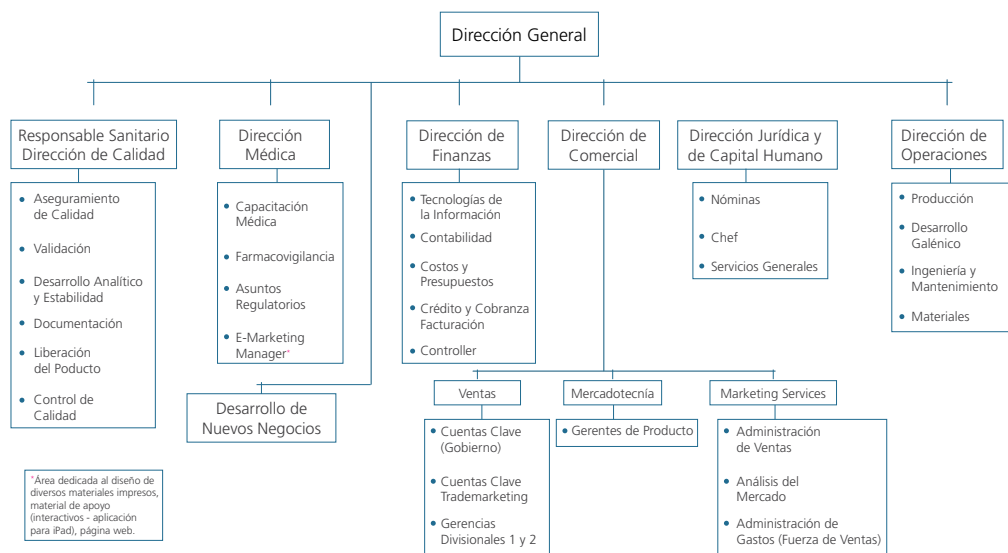 Dirección General
Responsable Sanitario
Dirección de Calidad
Aseguramiento
de Calidad
Validación
Desarrollo Analítico
y Estabilidad
Documentación
Liberación
del Poducto
Control de
Calidad
Dirección
Médica
Capacitación
Médica
Farmacovigilancia
Asuntos
Regulatorios
E-Marketing
Manager*
Desarrollo de
Nuevos Negocios
Dirección de
Finanzas
Tecnologías de
la Información
Contabilidad
Costos y
Presupuestos
Crédito y Cobranza
Facturación
Controller
Dirección de
Comercial
Ventas
Cuentas Clave
(Gobierno)
Cuentas Clave
Trademarketing
Gerencias
Divisionales 1 y 2
Mercadotecnía
Gerentes de Producto
Marketing Services
Administración
de Ventas
Análisis del
Mercado
Administración de
Gastos (Fuerza de Ventas)
Dirección Jurídica y
de Capital Humano
Nóminas
Chef
Servicios Generales
Dirección de
Operaciones
Producción
Desarrollo
Galénico
Ingeniería y
Mantenimiento
Materiales
*Área dedicada al diseño de
diversos materiales impresos,
material de apoyo
(interactivos - aplicación
para iPad), página web.